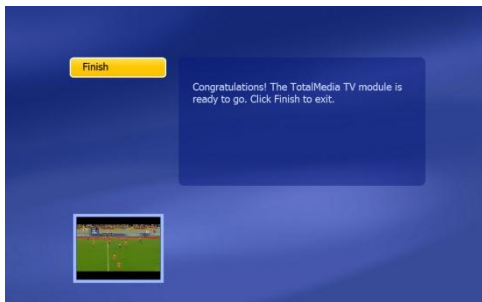 Finish
Congratulations! The TotalMedia TV module is
ready to go. Click Finish to exit.